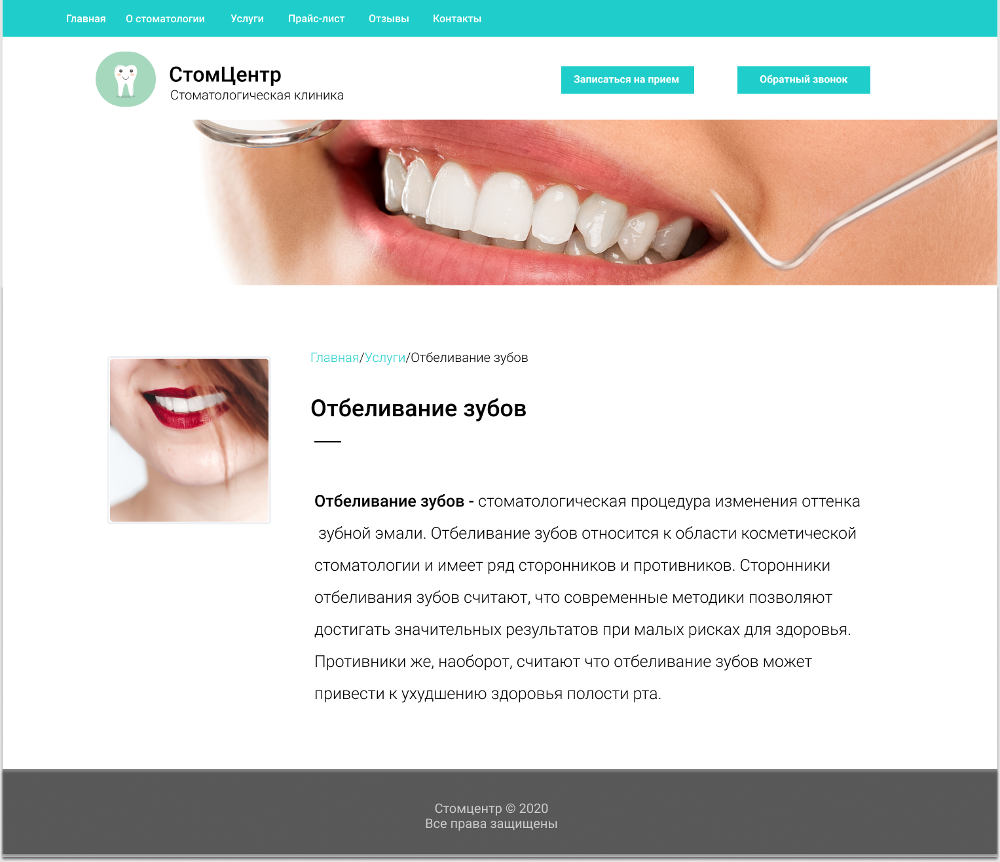 Главная О стоматологии Услуги Прайс-лист Отзывы Контакты
СтомЦентр
Стоматологическая клиника
Записаться на прием
Обратный звонок
Главная/Услуги/Отбеливание зубов
Отбеливание зубов
Отбеливание зубов - стоматологическая процедура изменения оттенка
зубной эмали. Отбеливание зубов относится к области косметической
стоматологии и имеет ряд сторонников и противников. Сторонники
отбеливания зубов считают, что современные методики позволяют
достигать значительных результатов при малых рисках для здоровья.
Противники же, наоборот, считают что отбеливание зубов может
привести к ухудшению здоровья полости рта.
Стомцентр © 2020
Все права защищены